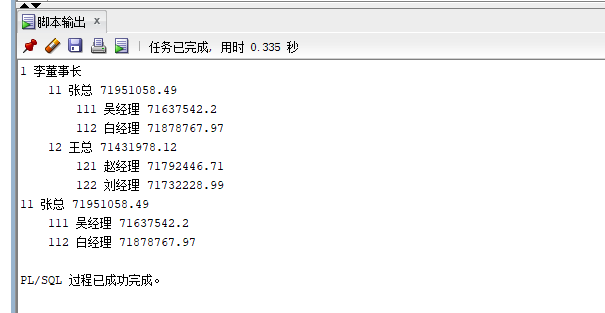 脚本输出 ×
任务已完成, 用时 0.335 秒
1 李董事长
11 张总 71951058.49
111 吴经理 71637542.2
112 白经理 71878767.97
12 王总 71431978.12
121 赵经理 71792446.71
122 刘经理 71732228.99
11 张总 71951058.49
111 吴经理 71637542.2
112 白经理 71878767.97
PL/SQL 过程已成功完成。